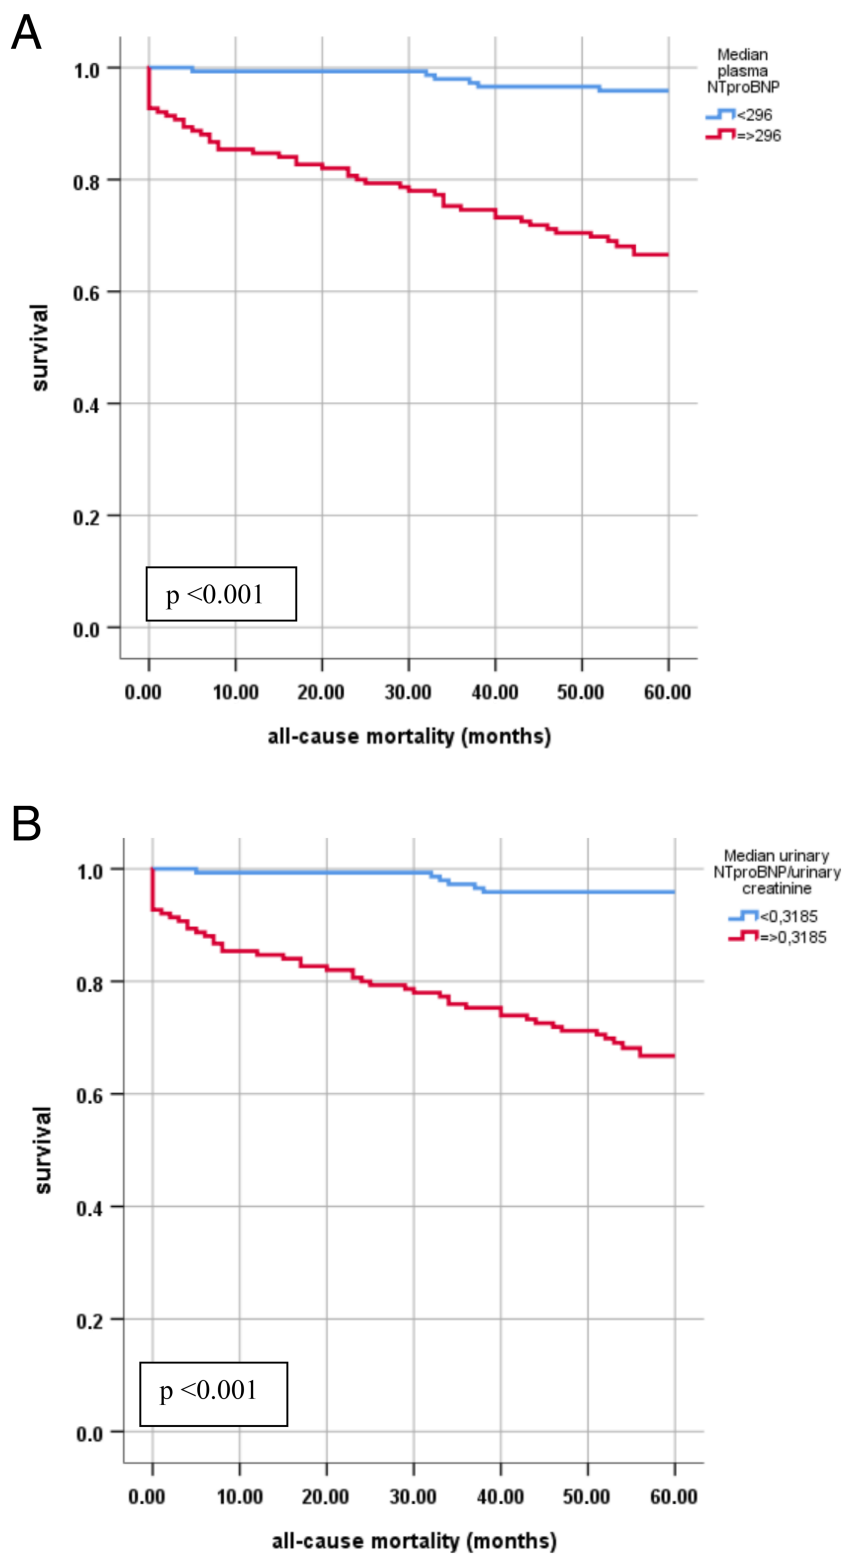 A
Median
plasma
NTproBNP
<296
=>296
1.0
0.8
0.6
0.4
0.2
0.0
survival
p <0.001
0.00 10.00 20.00 30.00 40.00 50.00 60.00
all-cause mortality (months)
B
Median urinary
NTproBNP/urinary
creatinine
<0,3185
=>0,3185
1.0
0.8
0.6
0.4
0.2
0.0
survival
p <0.001
0.00 10.00 20.00 30.00 40.00 50.00 60.00
all-cause mortality (months)